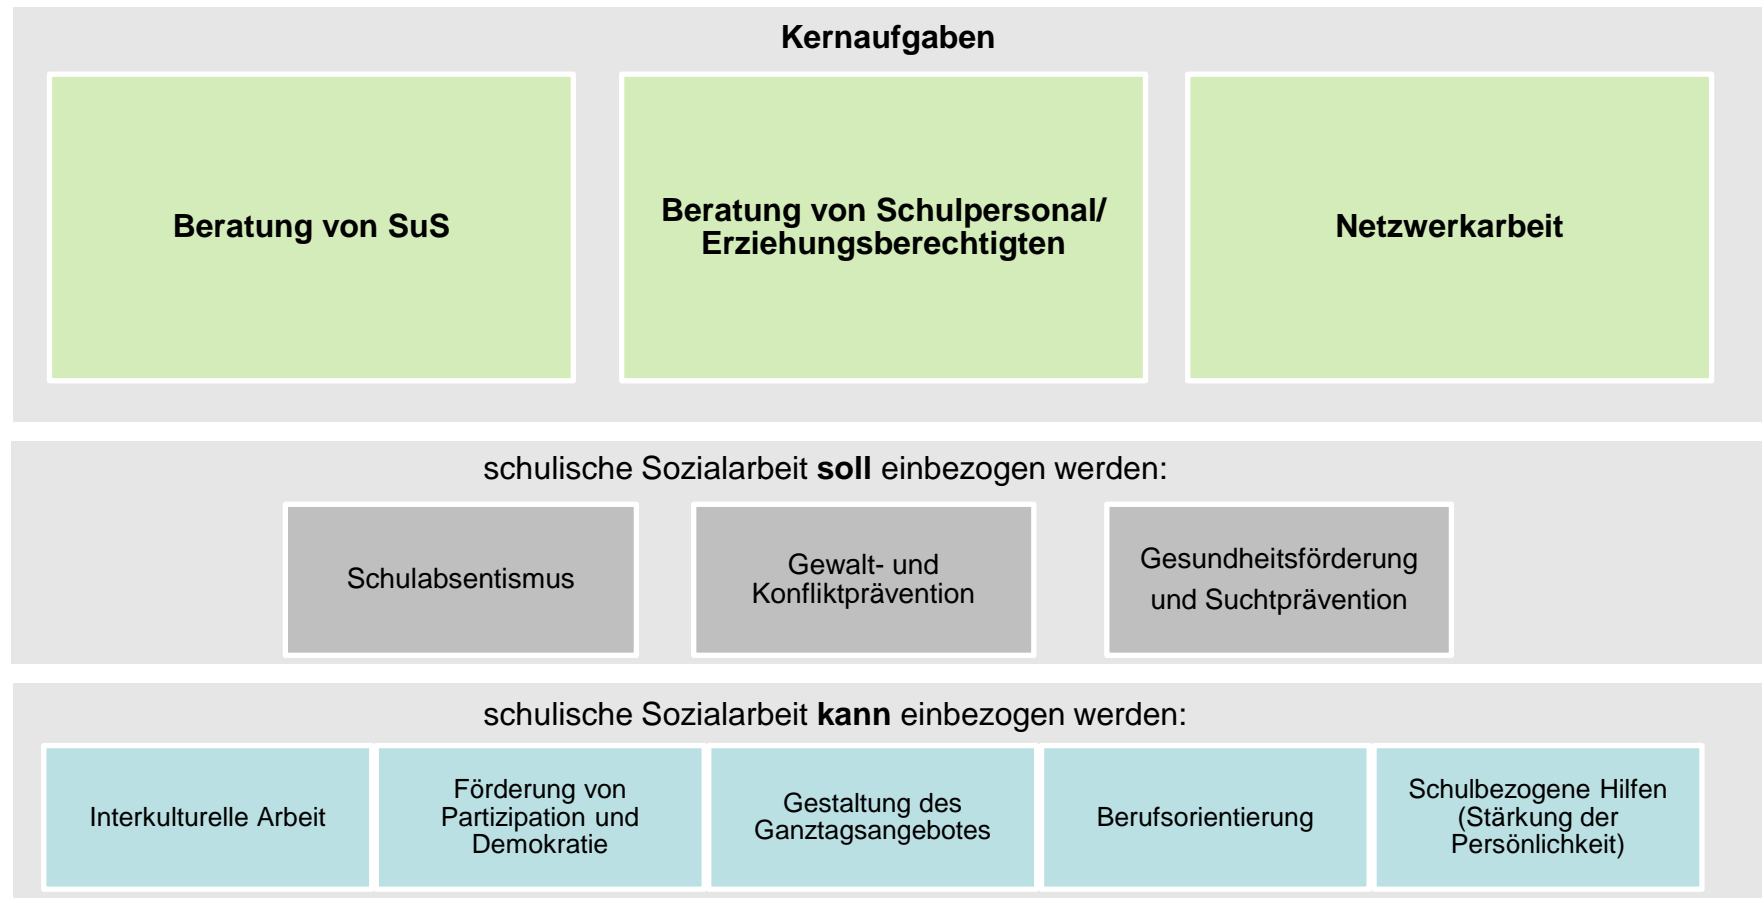 Kernaufgaben
Beratung von SuS
Beratung von Schulpersonal/
Erziehungsberechtigten
Netzwerkarbeit
schulische Sozialarbeit soll einbezogen werden:
Schulabsentismus
Gewalt- und
Konfliktprävention
Gesundheitsförderung
und Suchtprävention
schulische Sozialarbeit kann einbezogen werden:
Interkulturelle Arbeit
Förderung von
Partizipation und
Demokratie
Gestaltung des
Ganztagsangebotes
Berufsorientierung
Schulbezogene Hilfen
(Stärkung der
Persönlichkeit)